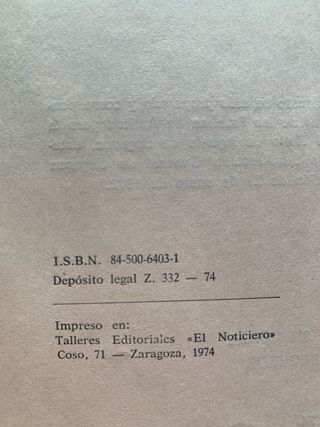 I.S.B.N. 84-500-6403-1
Depósito legal Z. 332 — 74
Impreso en:
Talleres Editoriales «El Noticiero»
Coso, 71 — Zaragoza, 1974